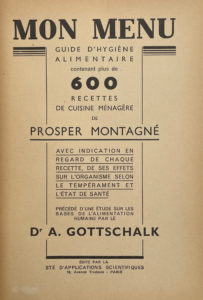 MON MENU
GUIDE D'HYGIÈNE
ALIMENTAIRE
contenant plus de
600
RECETTES
DE CUISINE MÉNAGÈRE
DE
PROSPER MONTAGNÉ
AVEC INDICATION EN
REGARD DE CHAQUE
RECETTE, DE SES EFFETS
SUR L'ORGANISME SELON
LE TEMPÉRAMENT ET
L'ÉTAT DE SANTÉ
PRÉCÉDÉ D'UNE ÉTUDE SUR LES
BASES DE L'ALIMENTATION
HUMAINE PAR LE
Dr A. GOTTSCHALK
ÉDITÉ PAR LA
STÉ D'APPLICATIONS SCIENTIFIQUES
Avenue Trudaine PARIS